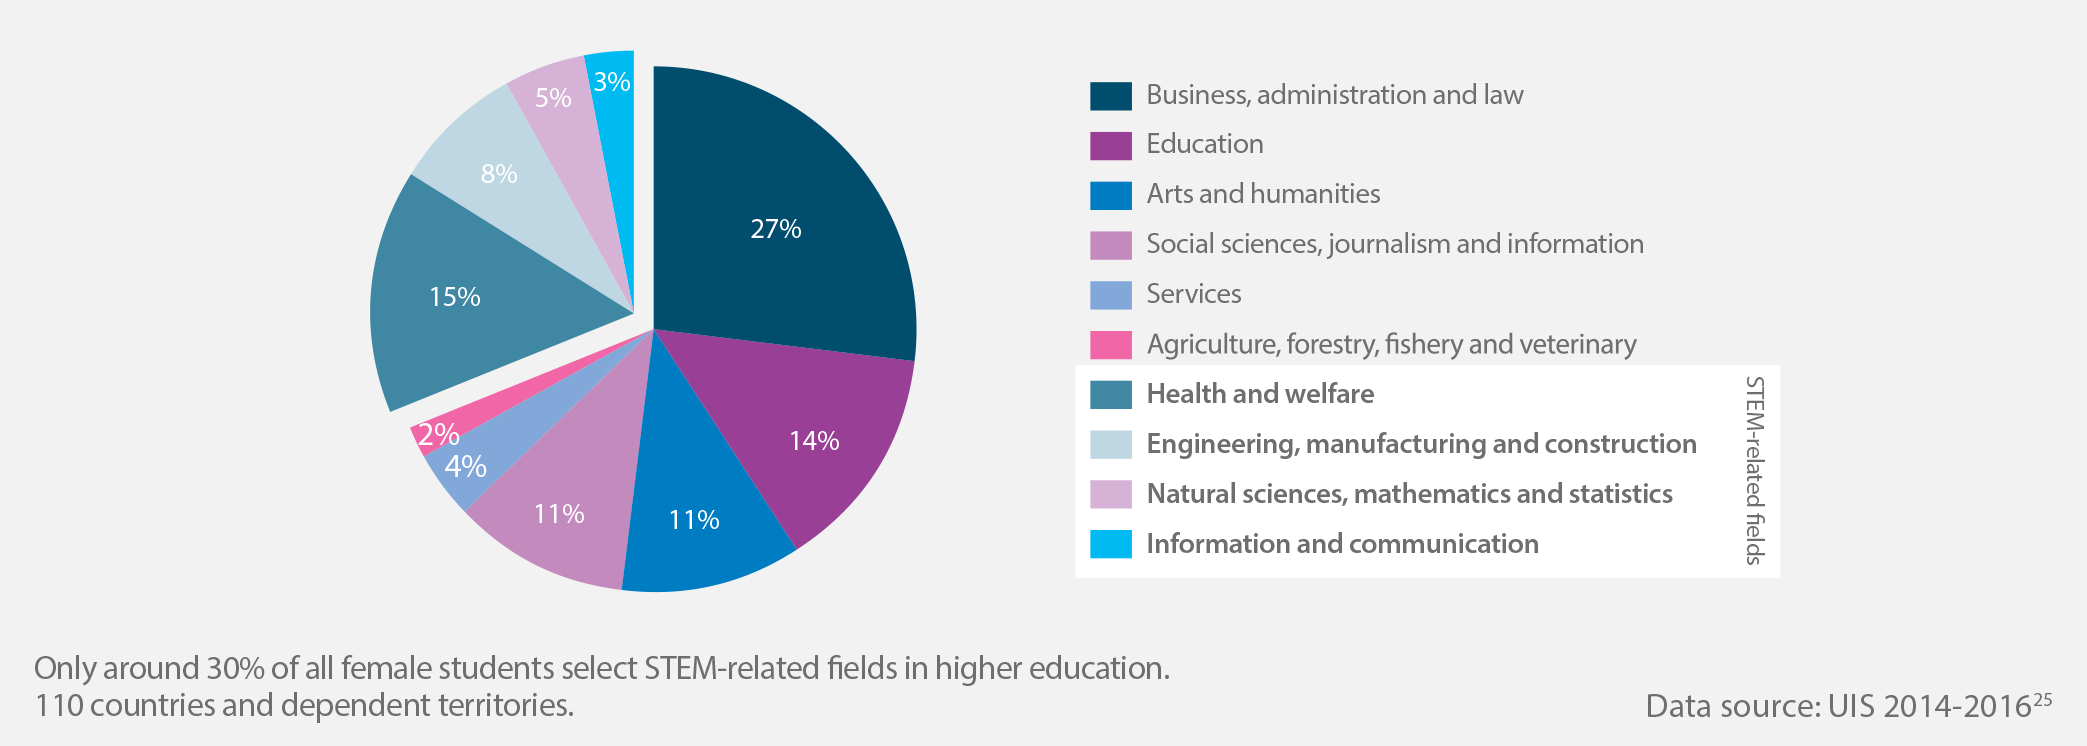 3%
5%
8%
27%
15%
2%
4%
14%
11%
11%
Business, administration and law
Education
Arts and humanities
Social sciences, journalism and information
Services
Agriculture, forestry, fishery and veterinary
Health and welfare
Engineering, manufacturing and construction
Natural sciences, mathematics and statistics
Information and communication
STEM-related fields
Only around 30% of all female students select STEM-related fields in higher education.
110 countries and dependent territories.
Data source: UIS 2014-2016²⁵